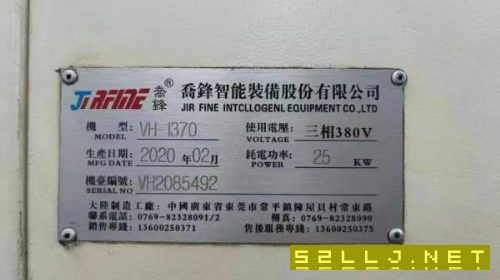 JIRFINE 喬鋒 ® 喬鋒智能裝備股份有限公司
JIR FINE INTCLLOGENL EQUIPMENT CO.,LTD
機型: VH-1370 使用電壓: 三相380V
MODEL VOLTAGE
生產日期: 2020年02月 耗電功率: 25 KW
MFG DATE POWER
機臺編號: VH2085492
SERIAL NO
大陸製造工廠: 中國廣東省東莞市常平鎮陳屋貝村常東路
聯系電話: 0769-82328091/2 傳真: 0769-82328090
銷售專綫: 13600250371 售後服務專綫: 13600250375
52LLJ.NET